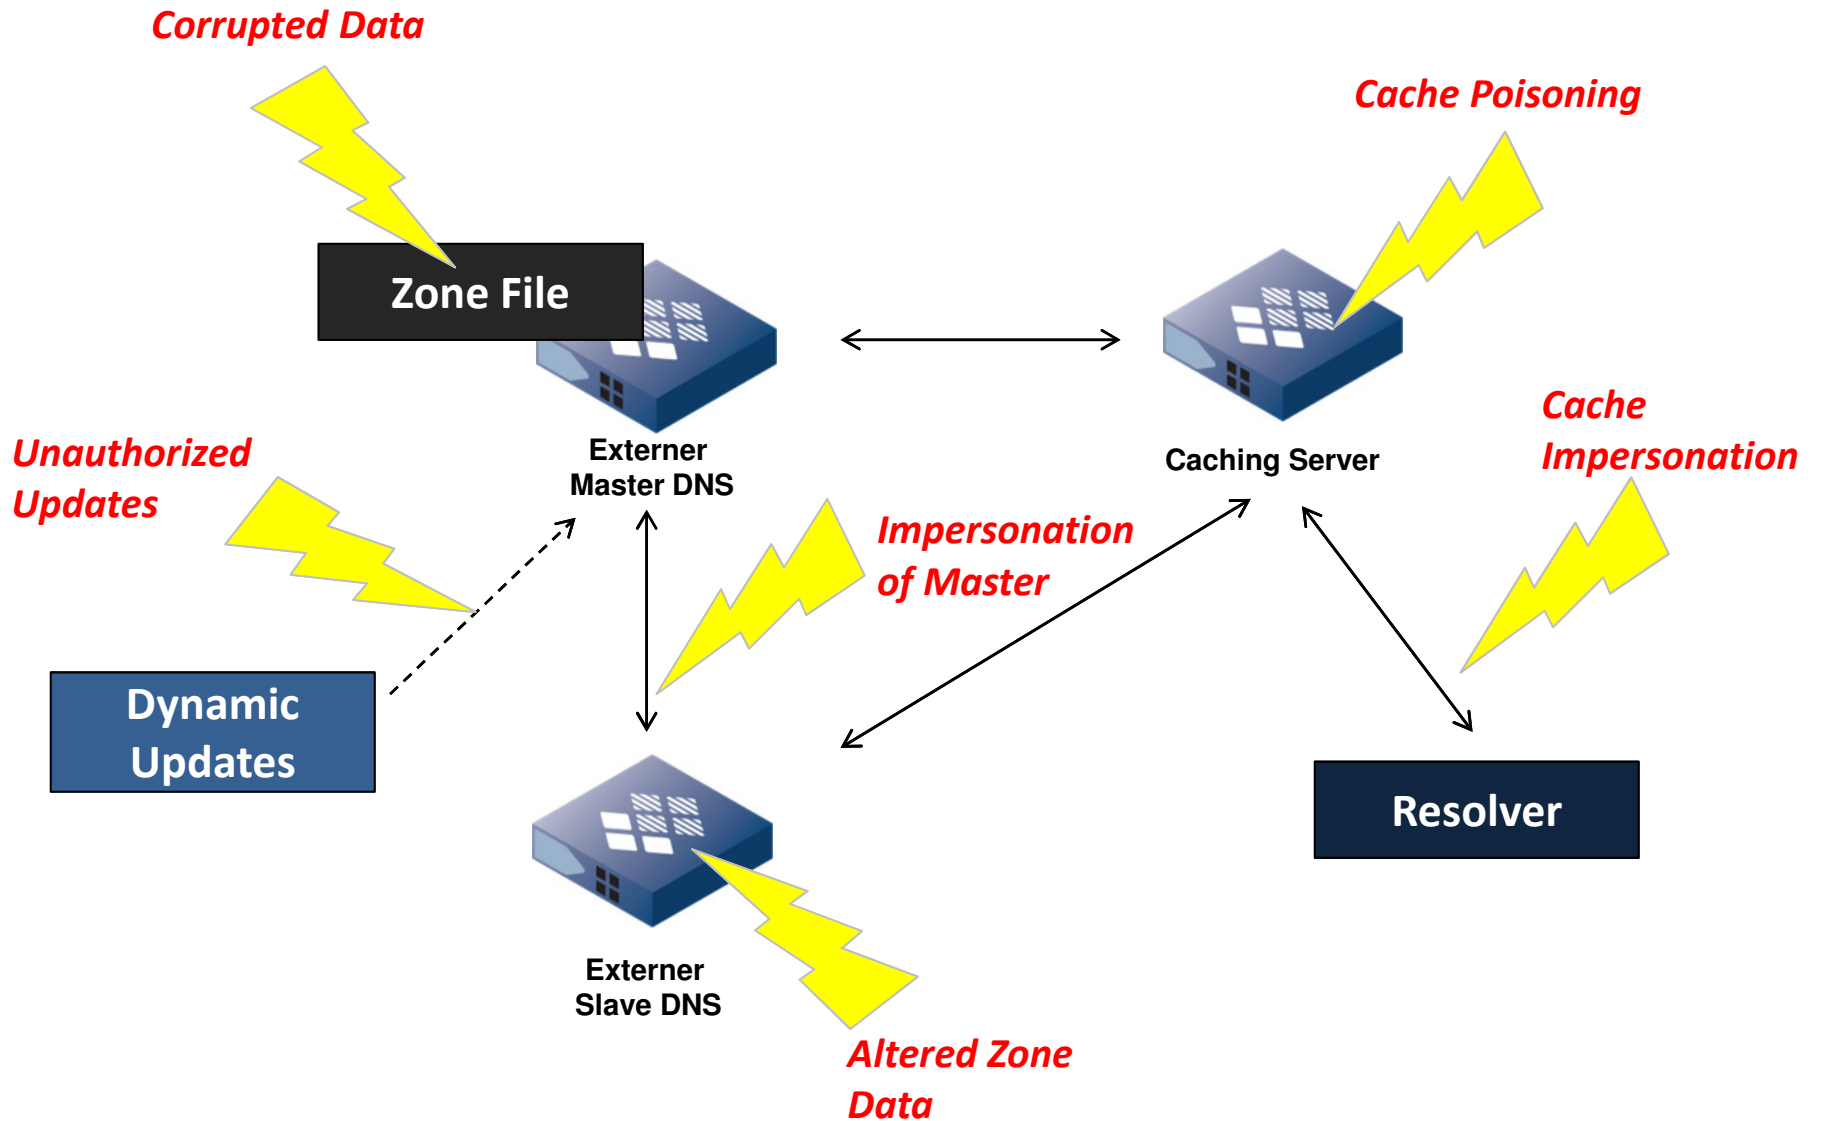 Corrupted Data
Cache Poisoning
Zone File
Cache
Impersonation
Unauthorized
Updates
Externer
Master DNS
Caching Server
Impersonation
of Master
Dynamic
Updates
Resolver
Externer
Slave DNS
Altered Zone
Data